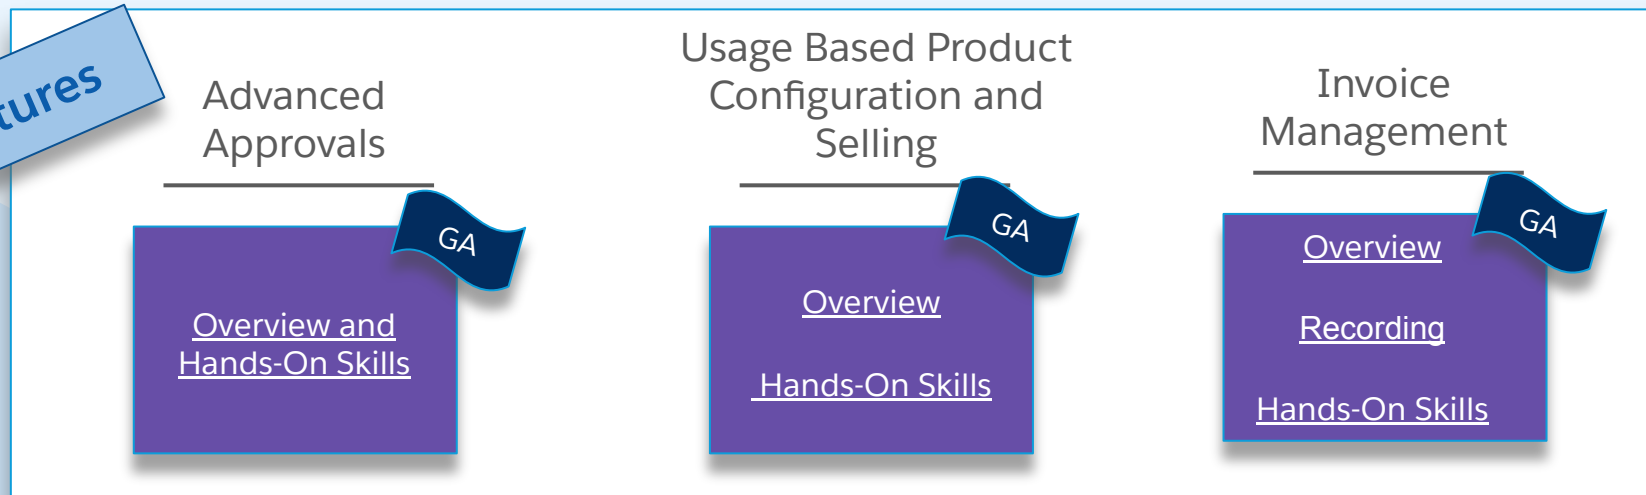 tures
Advanced
Approvals
GA
Overview and
Hands-On Skills
Usage Based Product
Configuration and
Selling
GA
Overview
Hands-On Skills
Invoice
Management
GA
Overview
Recording
Hands-On Skills